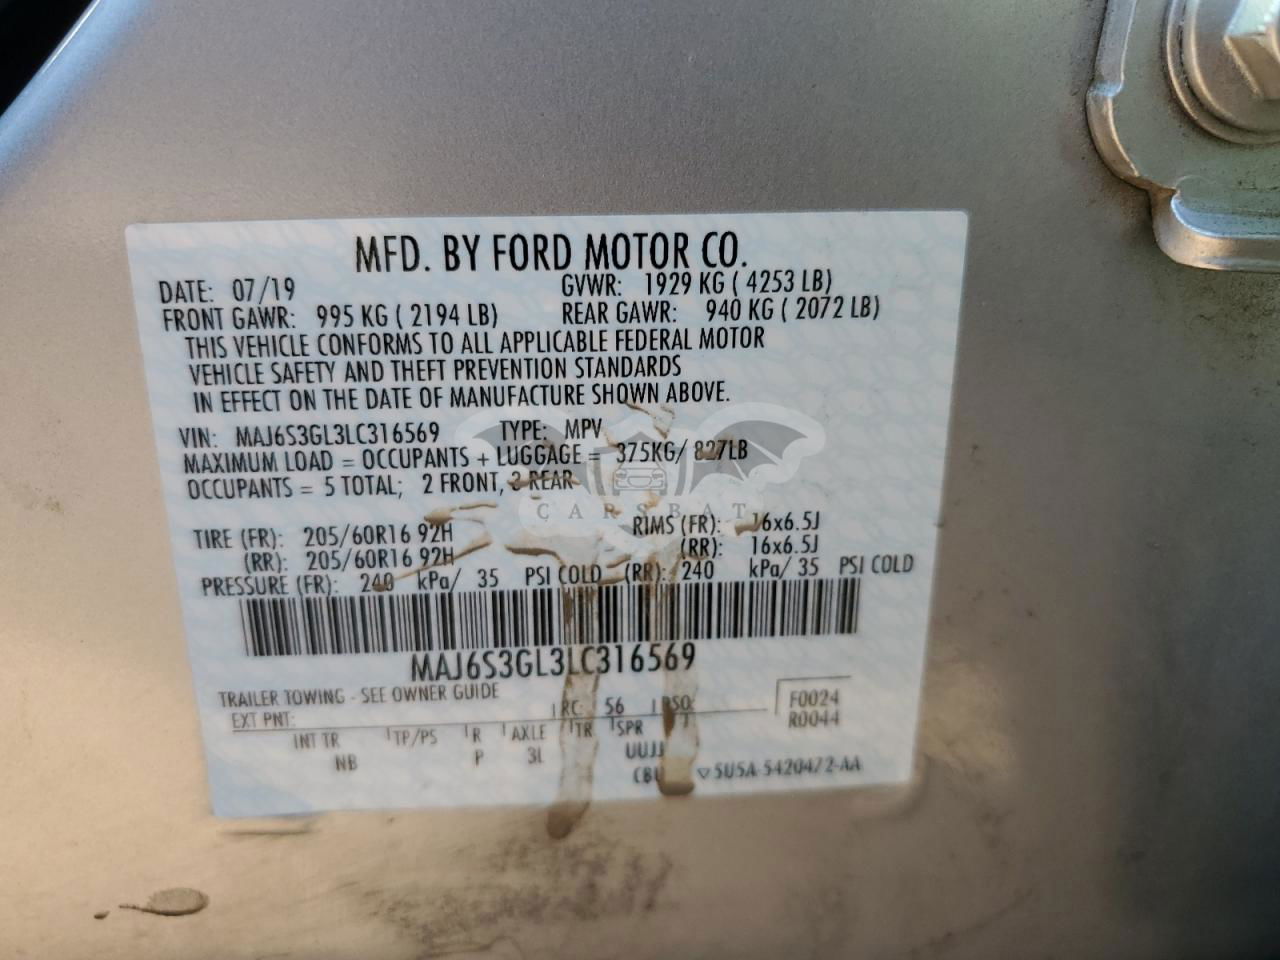 MFD. BY FORD MOTOR CO.
DATE: 07/19 GVWR: 1929 KG ( 4253 LB)
FRONT GAWR: 995 KG ( 2194 LB) REAR GAWR: 940 KG ( 2072 LB)
THIS VEHICLE CONFORMS TO ALL APPLICABLE FEDERAL MOTOR
VEHICLE SAFETY AND THEFT PREVENTION STANDARDS
IN EFFECT ON THE DATE OF MANUFACTURE SHOWN ABOVE.
VIN: MAJ6S3GL3LC316569 TYPE: MPV
MAXIMUM LOAD = OCCUPANTS + LUGGAGE = 375KG/ 827LB
OCCUPANTS = 5 TOTAL; 2 FONT, 3 REAR
CARSBAT
TIRE (FR): 205/60R16 92H RIMS (FR): 16x6.5J
(RR): 205/60R16 92H (RR): 16x6.5J
PRESSURE (FR): 240 kPa/ 35 PSI COLD (RR): 240 kPa/ 35 PSI COLD
MAJ6S3GL3LC316569
TRAILER TOWING - SEE OWNER GUIDE
EXT PNT: RC: 56 DSO: F0024
R0044
INT TR TP/PS R AXLE TR SPR
NB P 3L UUJJ
5U5A-5420472-AA